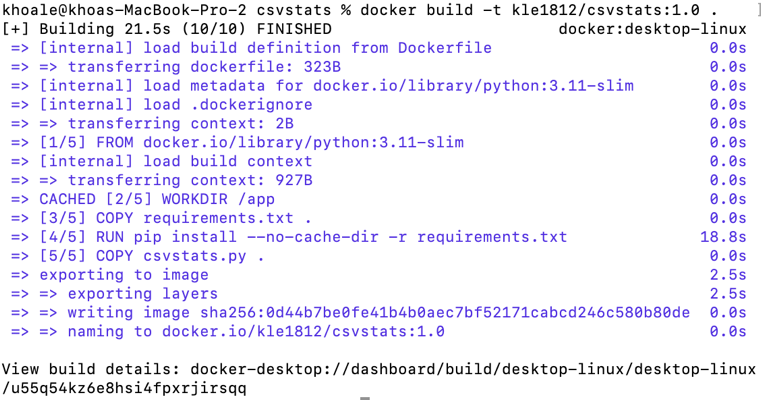 khoale@khoas-MacBook-Pro-2 csvstats % docker build -t kle1812/csvstats:1.0 .
[+] Building 21.5s (10/10) FINISHED docker:desktop-linux
=> [internal] load build definition from Dockerfile 0.0s
=> => transferring dockerfile: 323B 0.0s
=> [internal] load metadata for docker.io/library/python:3.11-slim 0.0s
=> [internal] load .dockerignore 0.0s
=> => transferring context: 2B 0.0s
=> [1/5] FROM docker.io/library/python:3.11-slim 0.0s
=> [internal] load build context 0.0s
=> => transferring context: 927B 0.0s
=> CACHED [2/5] WORKDIR /app 0.0s
=> [3/5] COPY requirements.txt . 0.0s
=> [4/5] RUN pip install --no-cache-dir -r requirements.txt 18.8s
=> [5/5] COPY csvstats.py . 0.0s
=> exporting to image 2.5s
=> => exporting layers 2.5s
=> => writing image sha256:0d44b7be0fe41b4b0aec7bf52171cabcd246c580b80de 0.0s
=> => naming to docker.io/kle1812/csvstats:1.0 0.0s
View build details: docker-desktop://dashboard/build/desktop-linux/desktop-linux
/u55q54kz6e8hsi4fpxrjirsqq